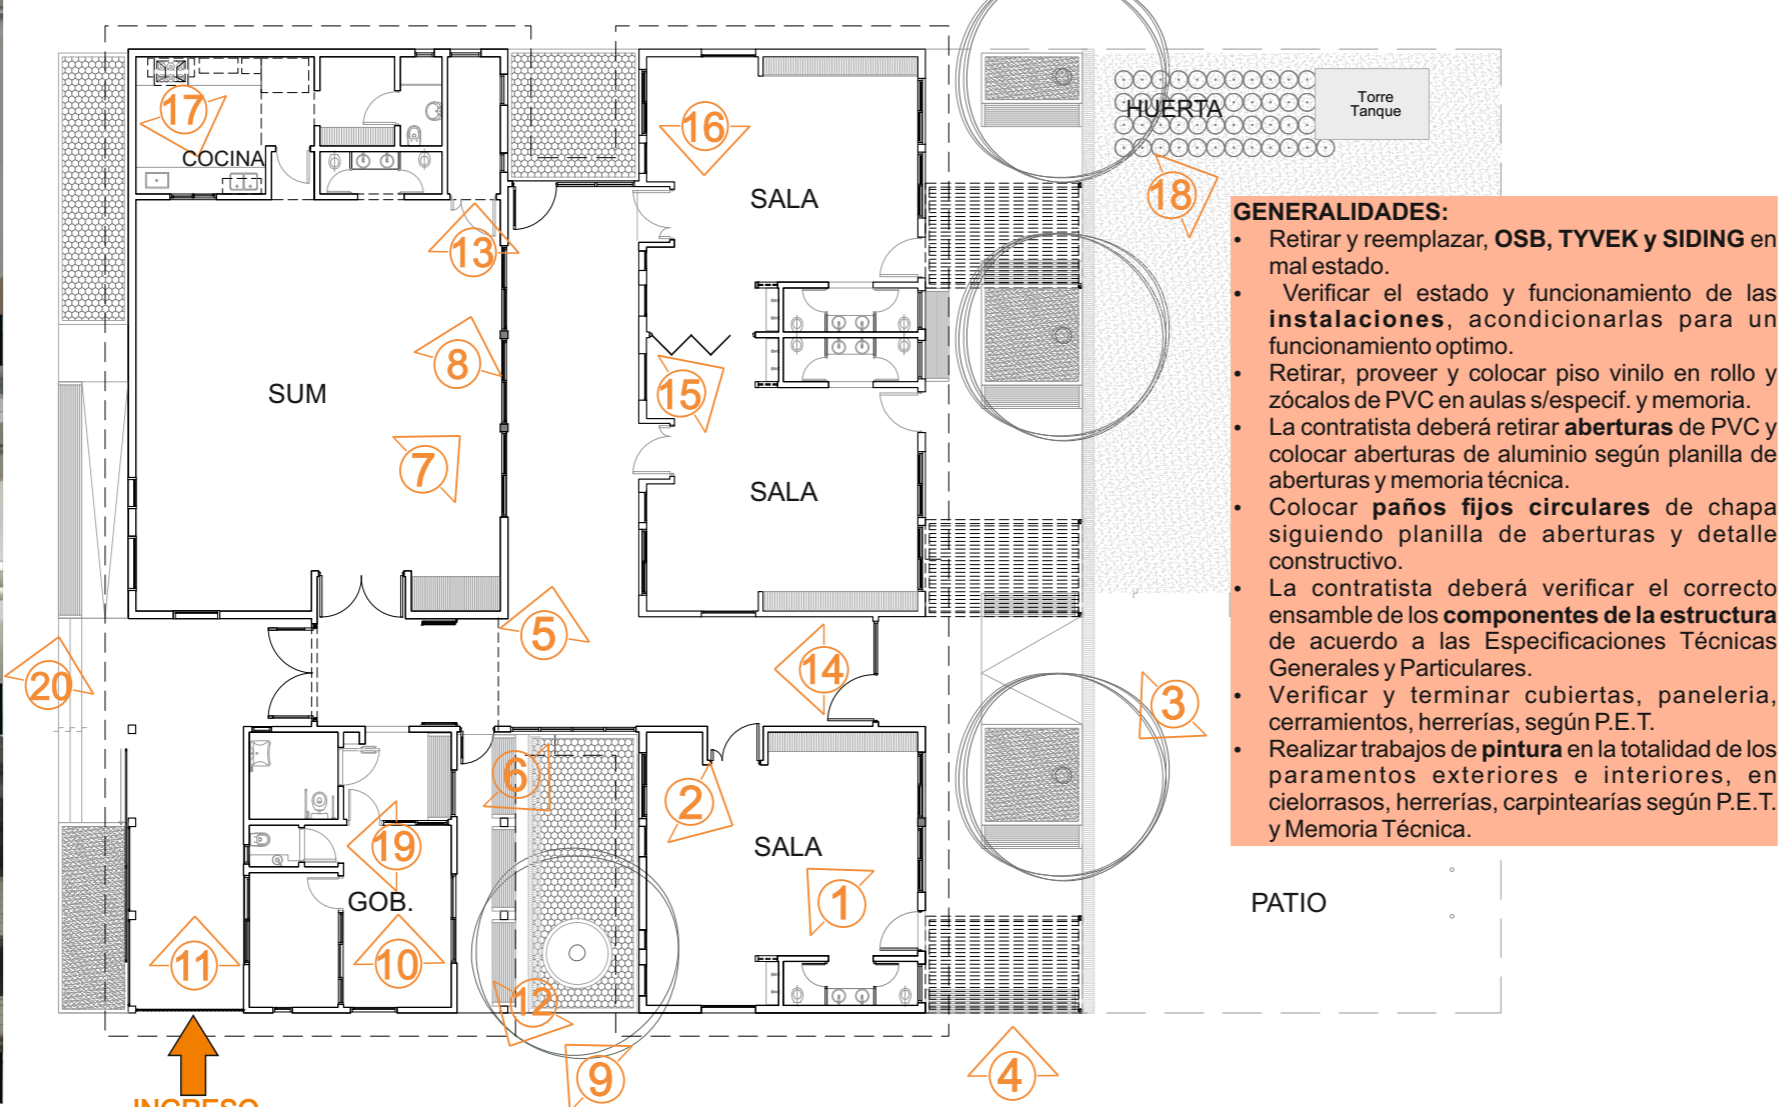 17
COCINA
16
HUERTA
Torre
Tanque
SALA
18
13
8
SUM
15
7
SALA
5
14
20
3
6
2
19
SALA
1
GOB.
10
11
12
9
4
PATIO
INGRESO
GENERALIDADES:
• Retirar y reemplazar, OSB, TYVEK y SIDING en
mal estado.
• Verificar el estado y funcionamiento de las
instalaciones, acondicionarlas para un
funcionamiento optimo.
• Retirar, proveer y colocar piso vinilo en rollo y
zócalos de PVC en aulas s/especif. y memoria.
• La contratista deberá retirar aberturas de PVC y
colocar aberturas de aluminio según planilla de
aberturas y memoria técnica.
• Colocar paños fijos circulares de chapa
siguiendo planilla de aberturas y detalle
constructivo.
• La contratista deberá verificar el correcto
ensamble de los componentes de la estructura
de acuerdo a las Especificaciones Técnicas
Generales y Particulares.
• Verificar y terminar cubiertas, paneleria,
cerramientos, herrerías, según P.E.T.
• Realizar trabajos de pintura en la totalidad de los
paramentos exteriores e interiores, en
cielorrasos, herrerías, carpintearías según P.E.T.
y Memoria Técnica.